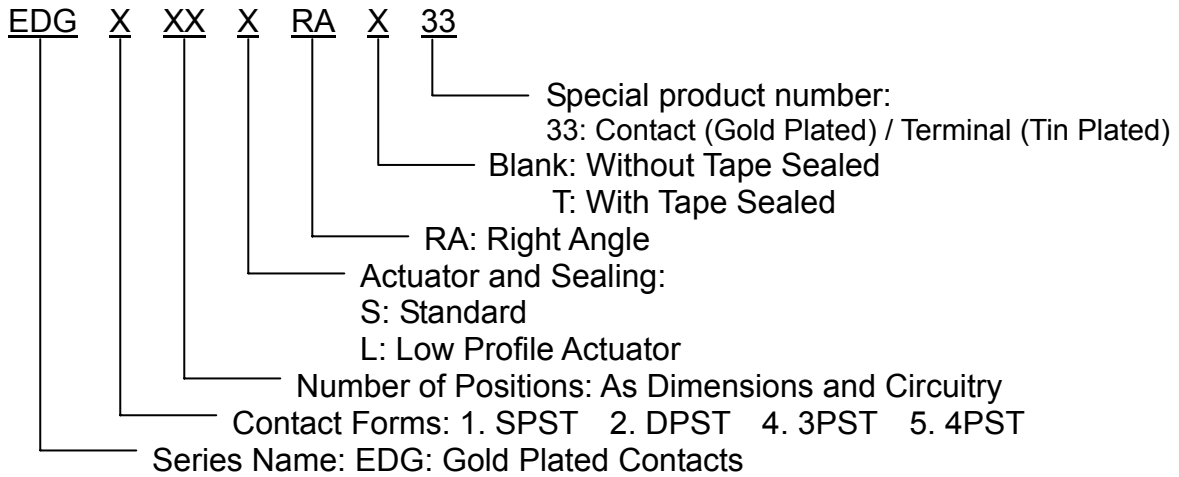 EDG X XX X RA X 33
Special product number:
33: Contact (Gold Plated) / Terminal (Tin Plated)
Blank: Without Tape Sealed
T: With Tape Sealed
RA: Right Angle
Actuator and Sealing:
S: Standard
L: Low Profile Actuator
Number of Positions: As Dimensions and Circuitry
Contact Forms: 1. SPST 2. DPST 4. 3PST 5. 4PST
Series Name: EDG: Gold Plated Contacts